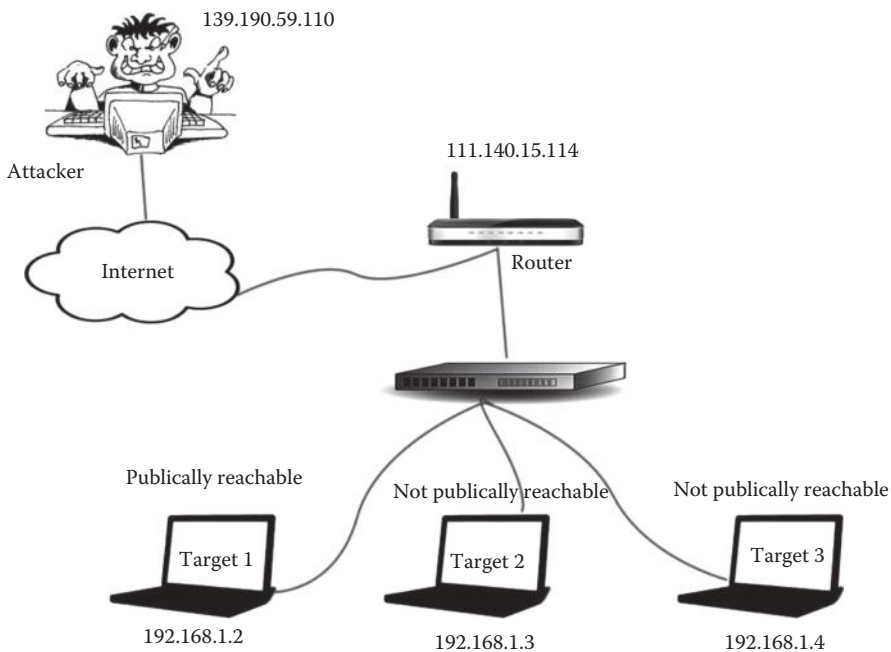 139.190.59.110
Attacker
111.140.15.114
Internet
Router
Publically reachable
Not publically reachable
Not publically reachable
Target 1
Target 2
Target 3
192.168.1.2
192.168.1.3
192.168.1.4